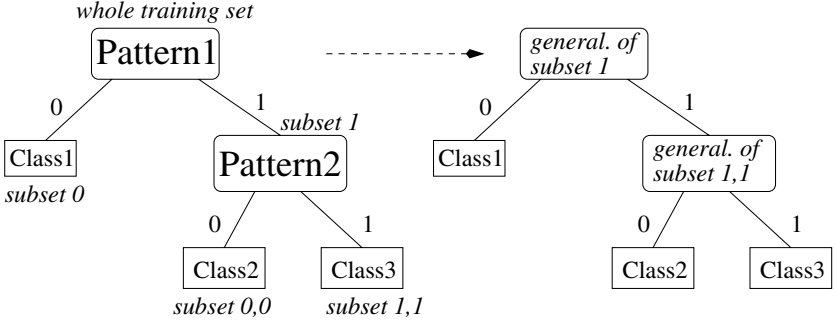 whole training set
Pattern1
0
1
subset 1
Class1
subset 0
Pattern2
0
1
Class2
Class3
subset 0,0
subset 1,1
general. of
subset 1
0
1
Class1
general. of
subset 1,1
0
1
Class2
Class3